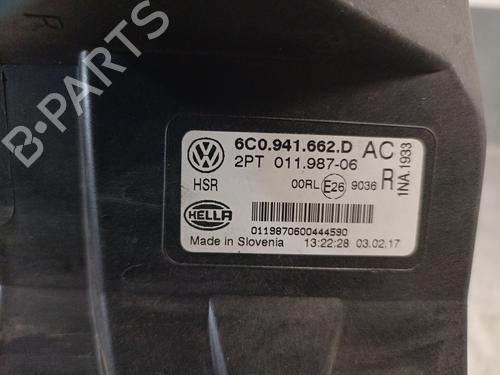 6C0.941.662.D AC
2PT 011.987-06
HSR 00RL E26 9036 R
1NA.1933
HELLA
0119870600444590
Made in Slovenia 13:22:28 03.02.17
B-PARTS